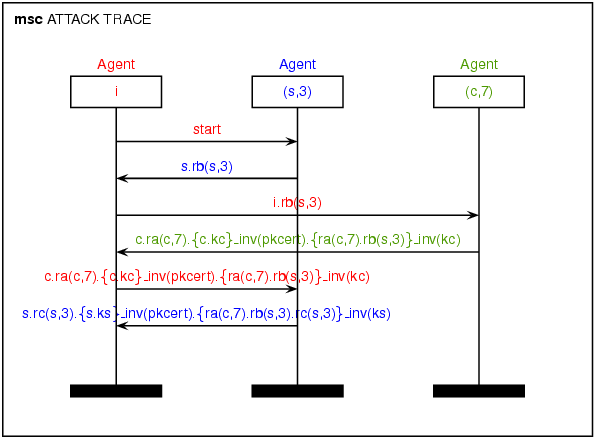 msc ATTACK TRACE
Agent
Agent
Agent
i
(s,3)
(c,7)
start
s.rb(s,3)
i.rb(s,3)
c.ra(c,7).{c.kc}_inv(pkcert).{ra(c,7).rb(s,3)}_inv(kc)
c.ra(c,7).{c.kc}_inv(pkcert).{ra(c,7).rb(s,3)}_inv(kc)
s.rc(s,3).{s.ks}_inv(pkcert).{ra(c,7).rb(s,3).rc(s,3)}_inv(ks)